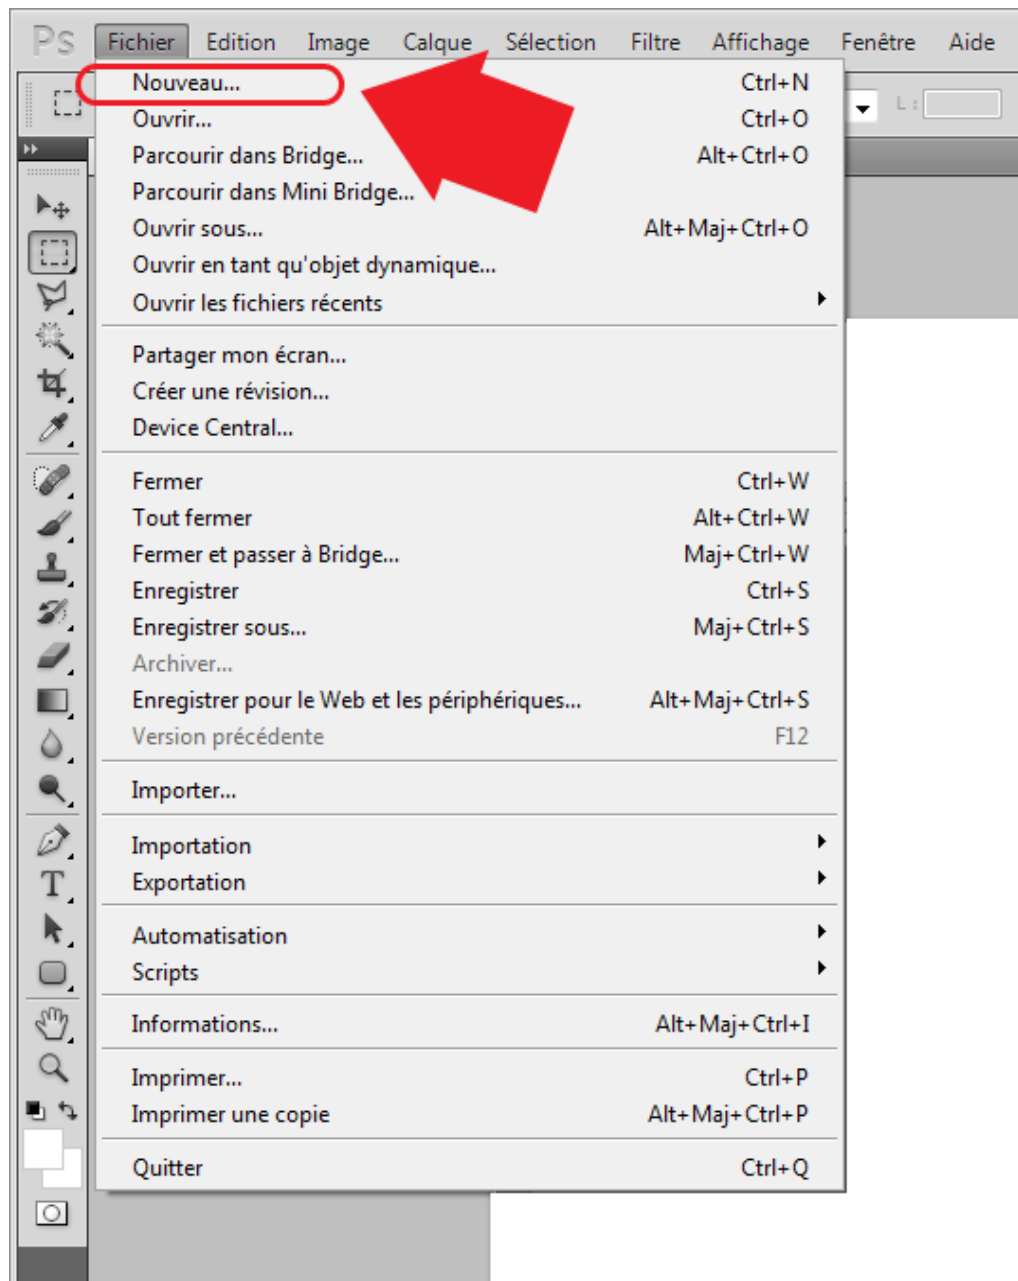 Ps Fichier Edition Image Calque Sélection Filtre Affichage Fenêtre Aide
Nouveau... Ctrl+N
L :
Ouvrir... Ctrl+O
Parcourir dans Bridge... Alt+Ctrl+O
Parcourir dans Mini Bridge...
Ouvrir sous... Alt+Maj+Ctrl+O
Ouvrir en tant qu'objet dynamique...
Ouvrir les fichiers récents
Partager mon écran...
Créer une révision...
Device Central...
Fermer Ctrl+W
Tout fermer Alt+Ctrl+W
Fermer et passer à Bridge... Maj+Ctrl+W
Enregistrer Ctrl+S
Enregistrer sous... Maj+Ctrl+S
Archiver...
Enregistrer pour le Web et les périphériques... Alt+Maj+Ctrl+S
Version précédente F12
Importer...
Importation
Exportation
Automatisation
Scripts
Informations... Alt+Maj+Ctrl+I
Imprimer... Ctrl+P
Imprimer une copie Alt+Maj+Ctrl+P
Quitter Ctrl+Q